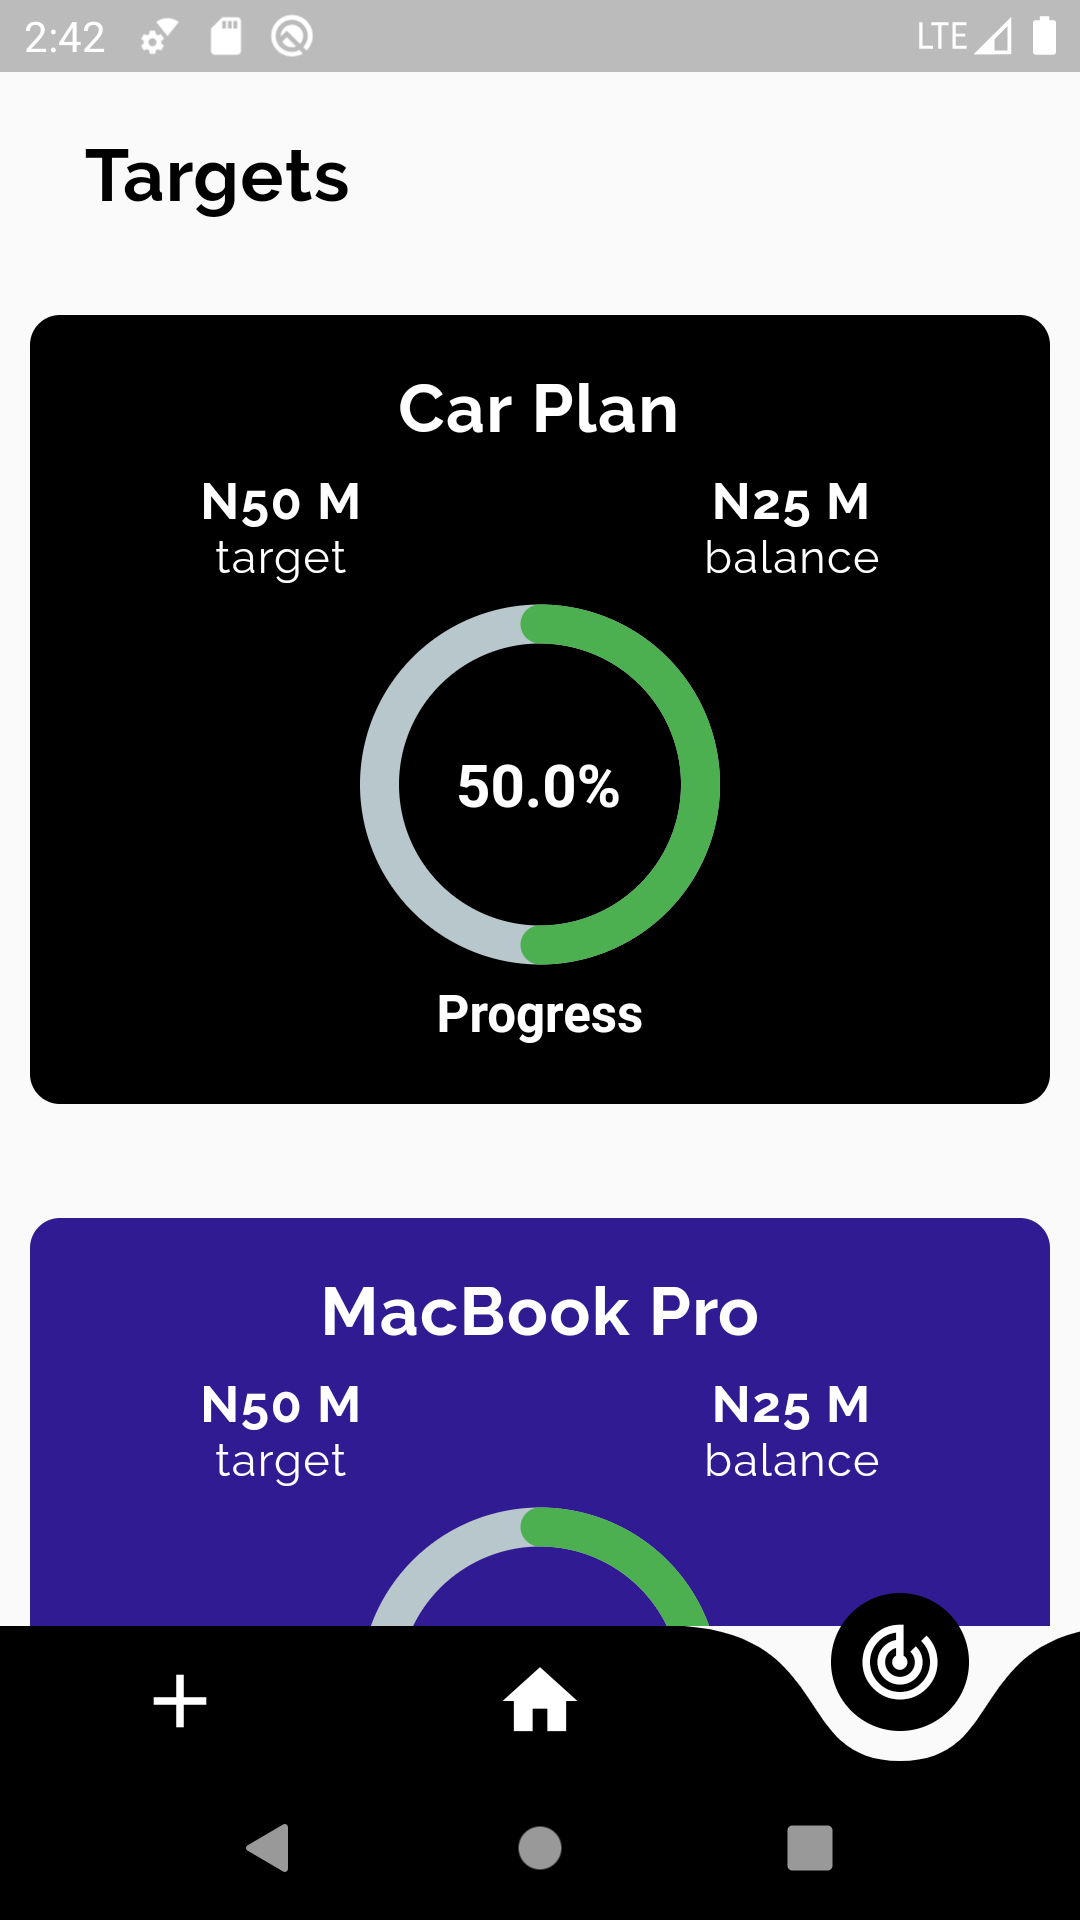 2:42 LTE
Targets
Car Plan
N50 M N25 M
target balance
50.0%
Progress
MacBook Pro
N50 M N25 M
target balance